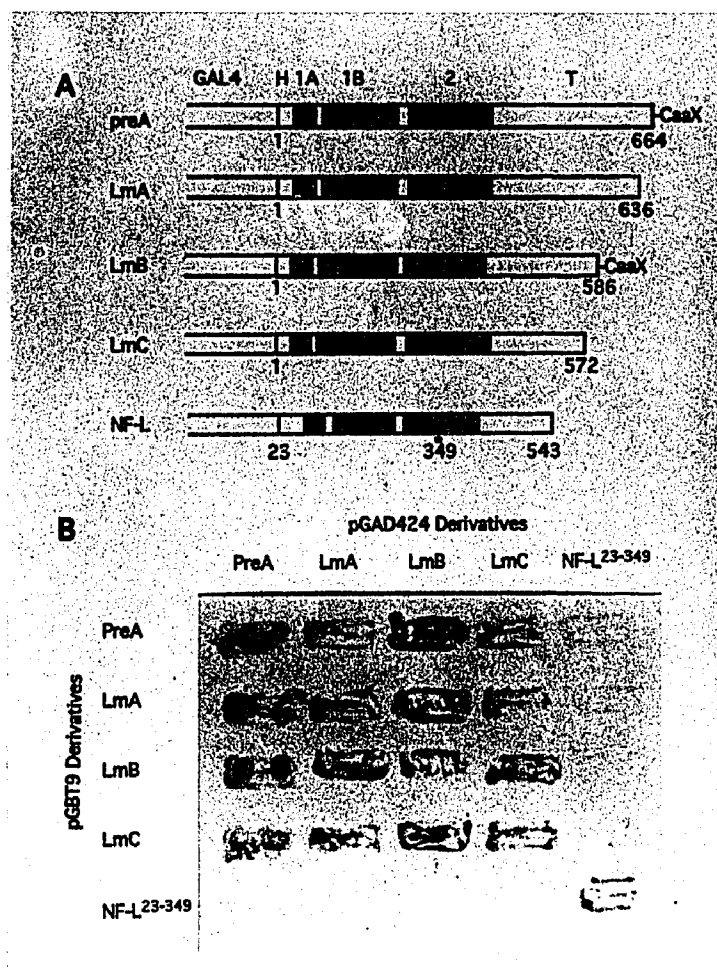 A
GAL4 H 1A 1B 2 T
preA
CaaX
1 664
LmA
1 636
LmB
CaaX
1 586
LmC
1 572
NF-L
23 349 543
B
pGAD424 Derivatives
PreA LmA LmB LmC NF-L23-349
pGBT9 Derivatives
PreA
LmA
LmB
LmC
NF-L23-349